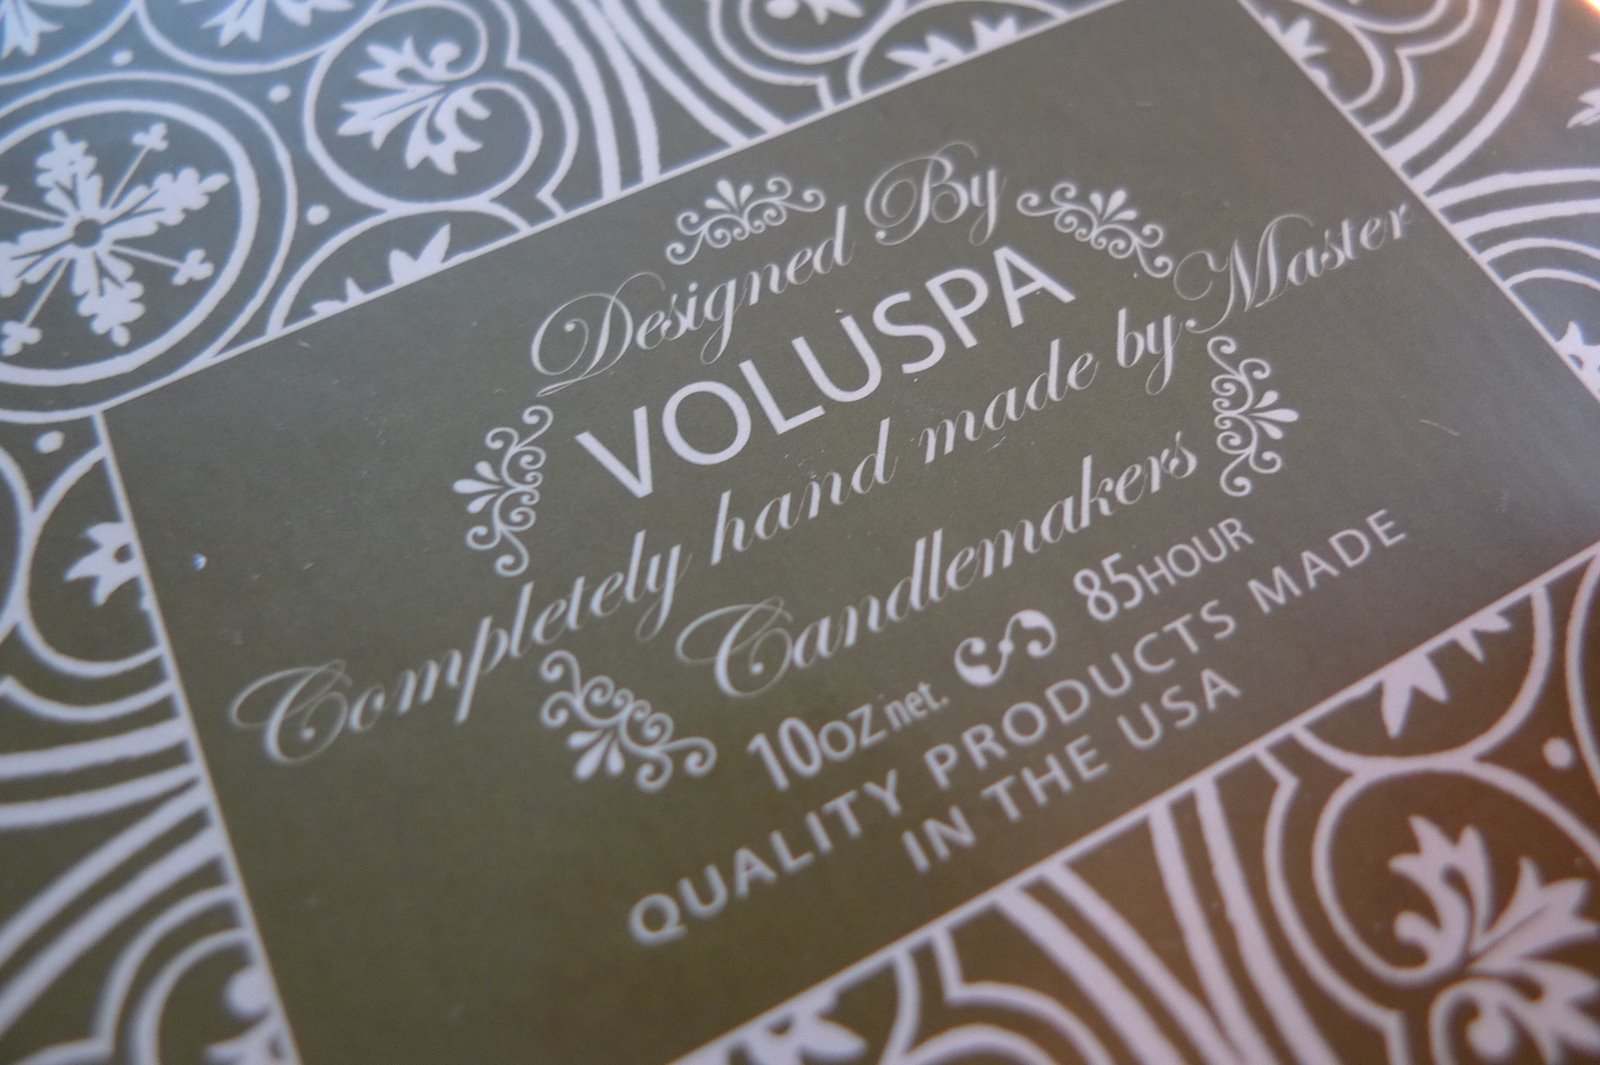 Designed By
VOLUSPA
Completely hand made by Master
Candlemakers
10oz net. 85HOUR
QUALITY PRODUCTS MADE
IN THE USA